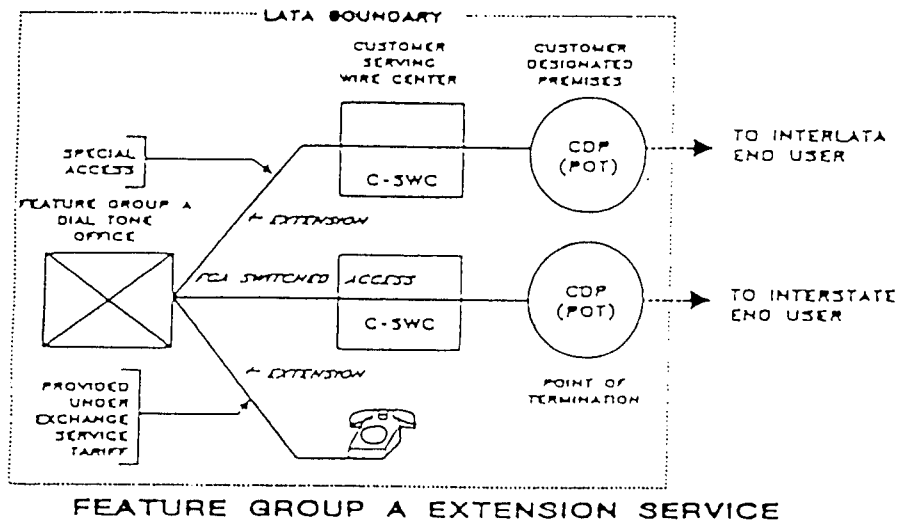 LATA BOUNDARY
CUSTOMER
SERVING
WIRE CENTER
CUSTOMER
DESIGNATED
PREMISES
SPECIAL
ACCESS
C-SWC
CDP
(POT)
TO INTERLATA
END USER
FEATURE GROUP A
DIAL TONE
OFFICE
← EXTENSION
FGA SWITCHED ACCESS
C-SWC
CDP
(POT)
TO INTERSTATE
END USER
← EXTENSION
PROVIDED
UNDER
EXCHANGE
SERVICE
TARIFF
POINT OF
TERMINATION
FEATURE GROUP A EXTENSION SERVICE